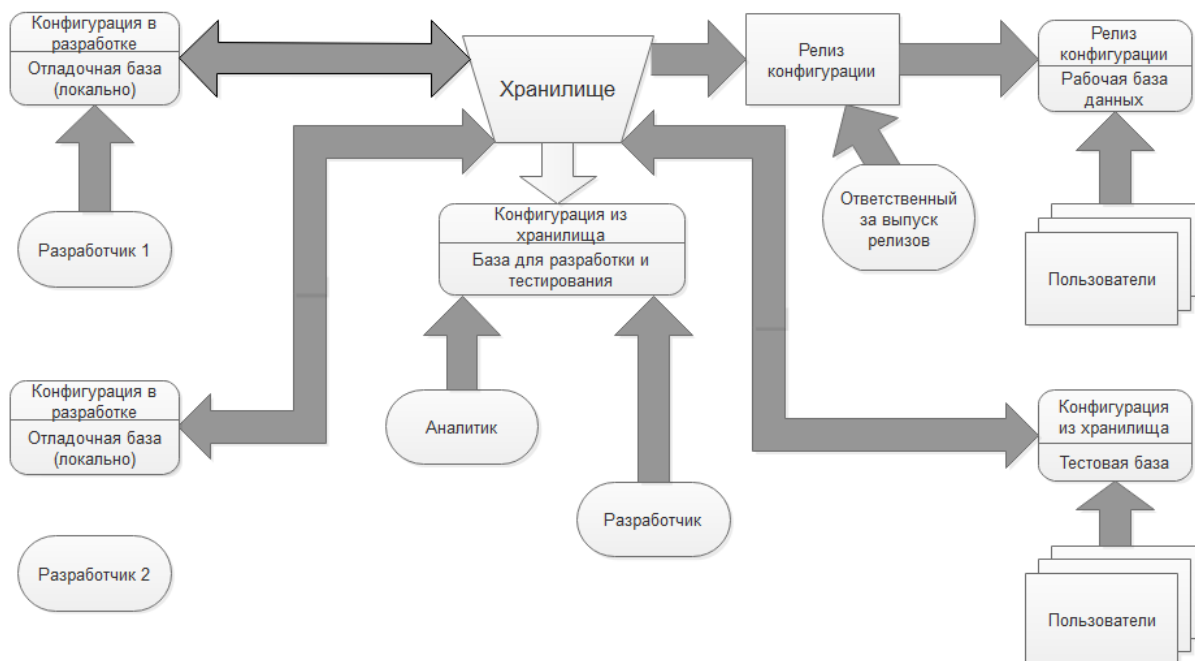 Конфигурация в
разработке
Отладочная база
(локально)
Разработчик 1
Хранилище
Релиз
конфигурации
Релиз
конфигурации
Рабочая база
данных
Ответственный
за выпуск
релизов
Пользователи
Конфигурация из
хранилища
База для разработки и
тестирования
Аналитик
Разработчик
Конфигурация в
разработке
Отладочная база
(локально)
Разработчик 2
Конфигурация
из хранилища
Тестовая база
Пользователи